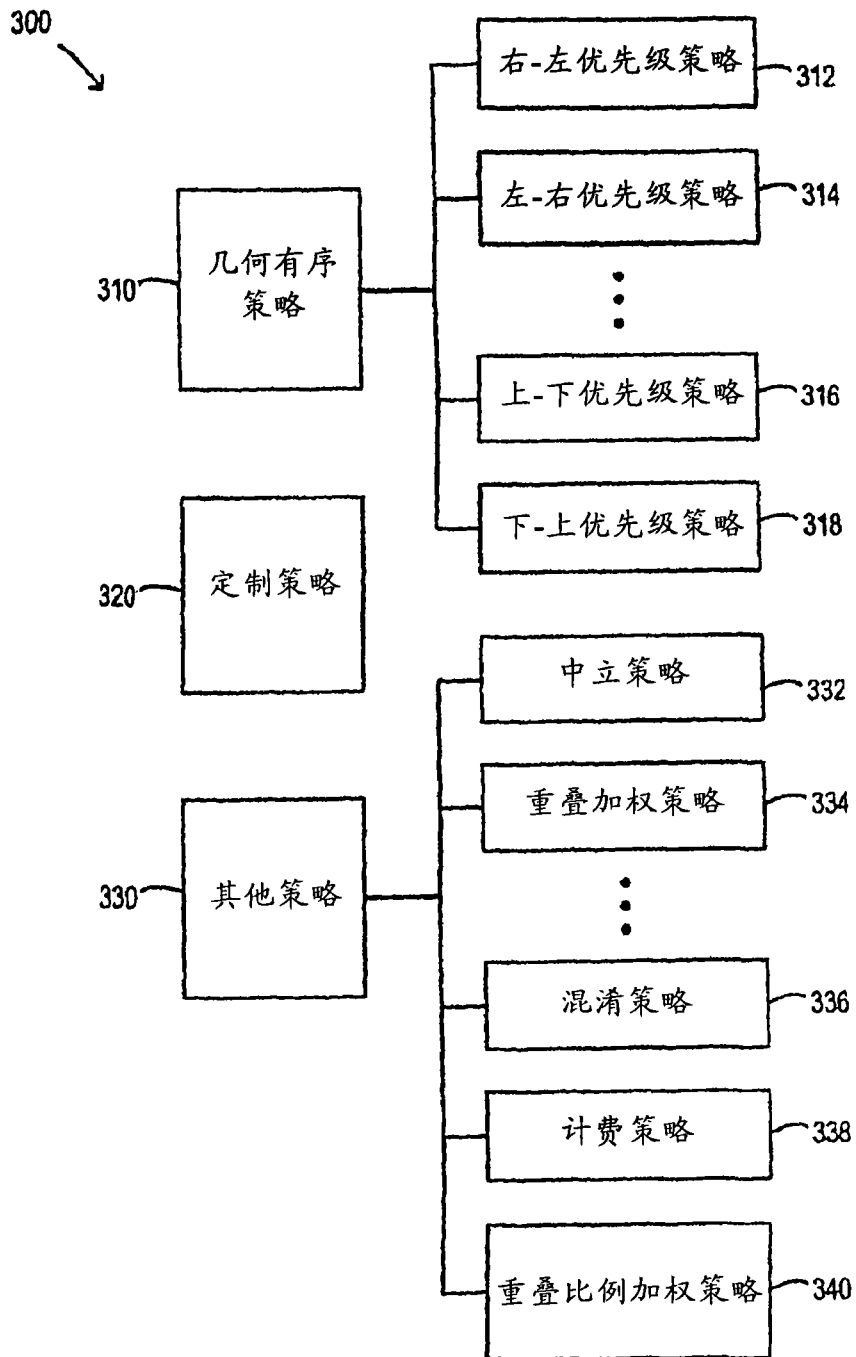 300
右-左优先级策略
312
左-右优先级策略
314
几何有序
策略
310
上-下优先级策略
316
下-上优先级策略
318
定制策略
320
中立策略
332
重叠加权策略
334
其他策略
330
混淆策略
336
计费策略
338
重叠比例加权策略
340